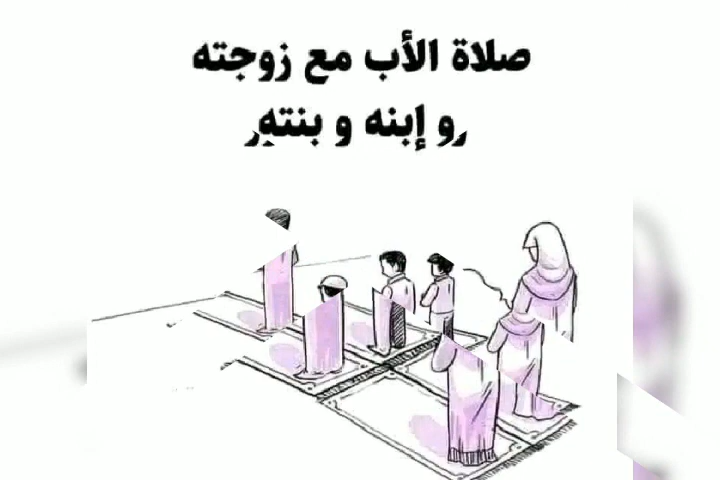 صلاة الأب مع زوجته
و إبنه و بنته